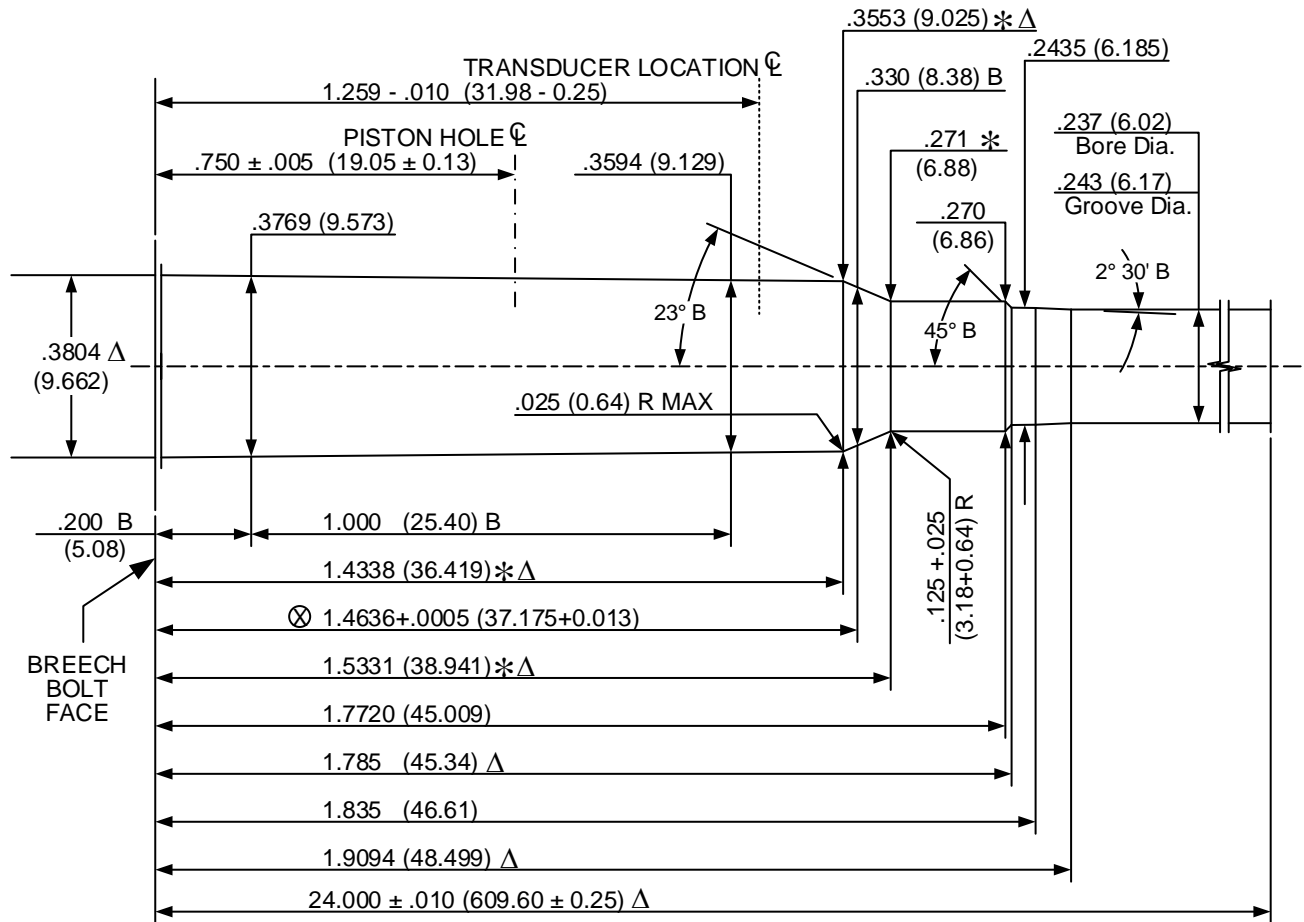 .3553 (9.025) * Δ
.2435 (6.185)
TRANSDUCER LOCATION ℄
.330 (8.38) B
1.259 - .010 (31.98 - 0.25)
.237 (6.02)
Bore Dia.
PISTON HOLE ℄
.271 *
(6.88)
.750 ± .005 (19.05 ± 0.13)
.3594 (9.129)
.243 (6.17)
Groove Dia.
.270
(6.86)
.3769 (9.573)
2° 30' B
23° B
45° B
.3804 Δ
(9.662)
.025 (0.64) R MAX
.200 B
(5.08)
1.000 (25.40) B
.125 +.025
(3.18+0.64) R
1.4338 (36.419) * Δ
⊗ 1.4636+.0005 (37.175+0.013)
BREECH
BOLT
FACE
1.5331 (38.941) * Δ
1.7720 (45.009)
1.785 (45.34) Δ
1.835 (46.61)
1.9094 (48.499) Δ
24.000 ± .010 (609.60 ± 0.25) Δ